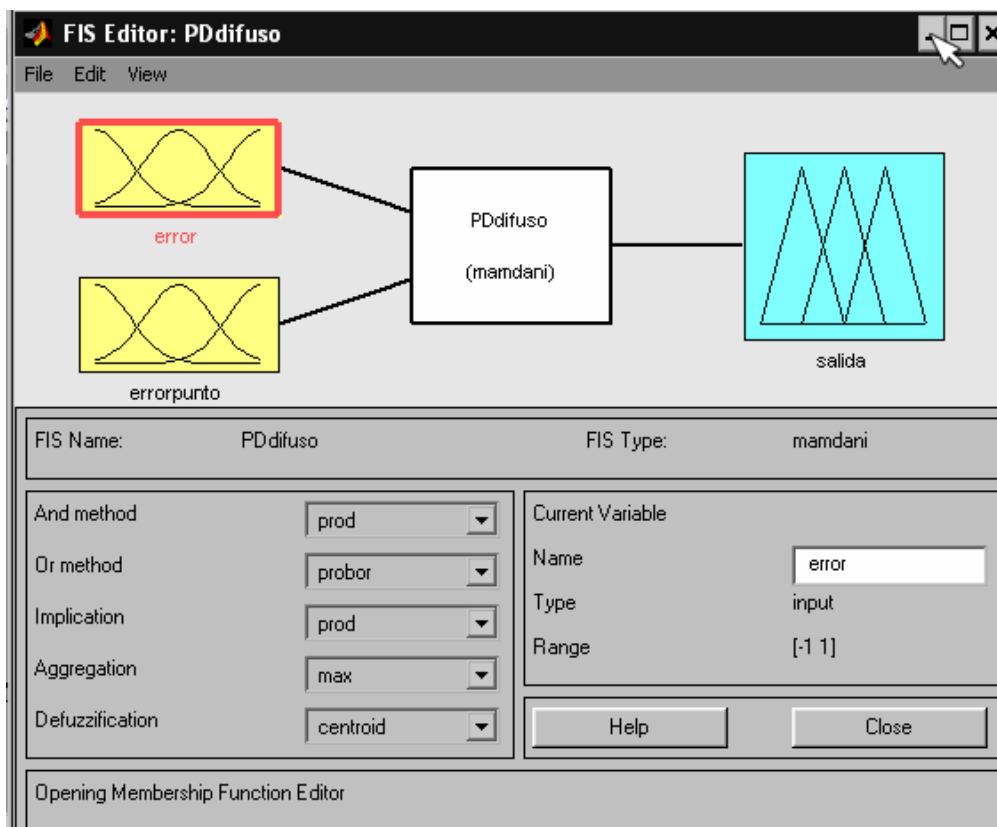 FIS Editor: PDdifuso
File Edit View
error
errorpunto
PDdifuso
(mamdani)
salida
FIS Name: PDdifuso FIS Type: mamdani
And method prod
Or method probor
Implication prod
Aggregation max
Defuzzification centroid
Current Variable
Name error
Type input
Range [-1 1]
Help Close
Opening Membership Function Editor